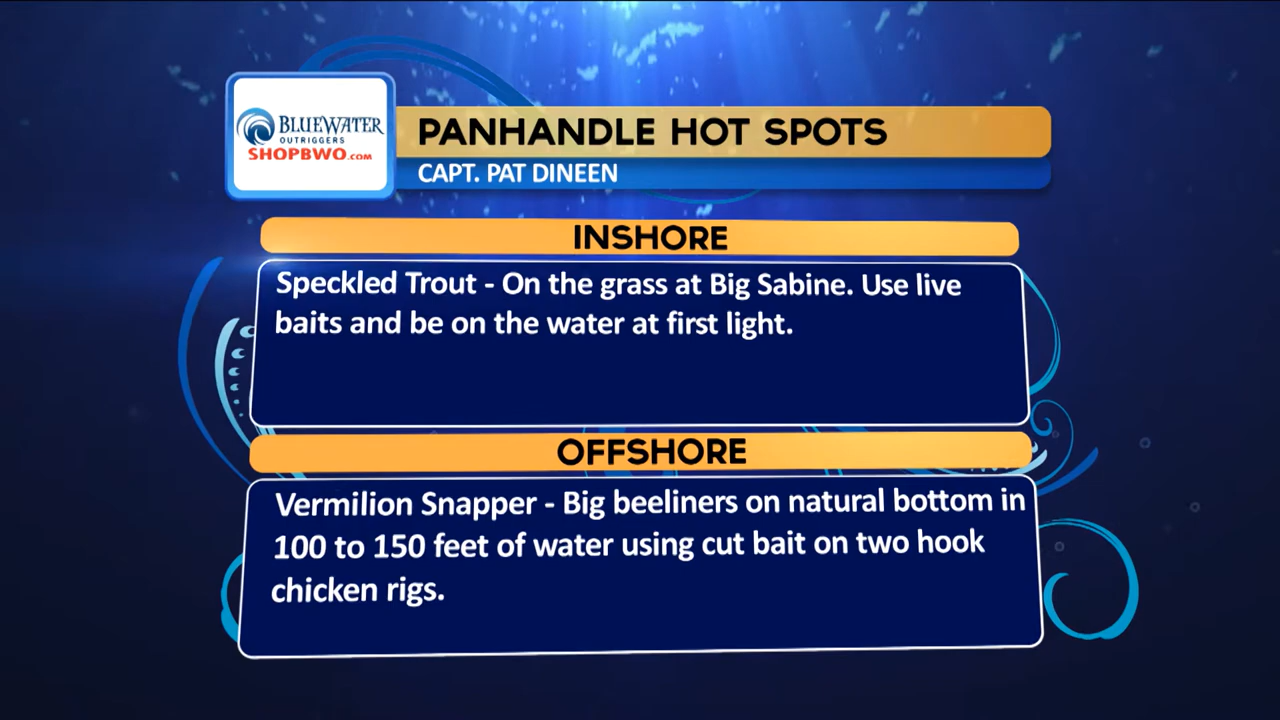 BLUEWATER
OUTRIGGERS
SHOPBWO.com
PANHANDLE HOT SPOTS
CAPT. PAT DINEEN
INSHORE
Speckled Trout - On the grass at Big Sabine. Use live
baits and be on the water at first light.
OFFSHORE
Vermilion Snapper - Big beeliners on natural bottom in
100 to 150 feet of water using cut bait on two hook
chicken rigs.